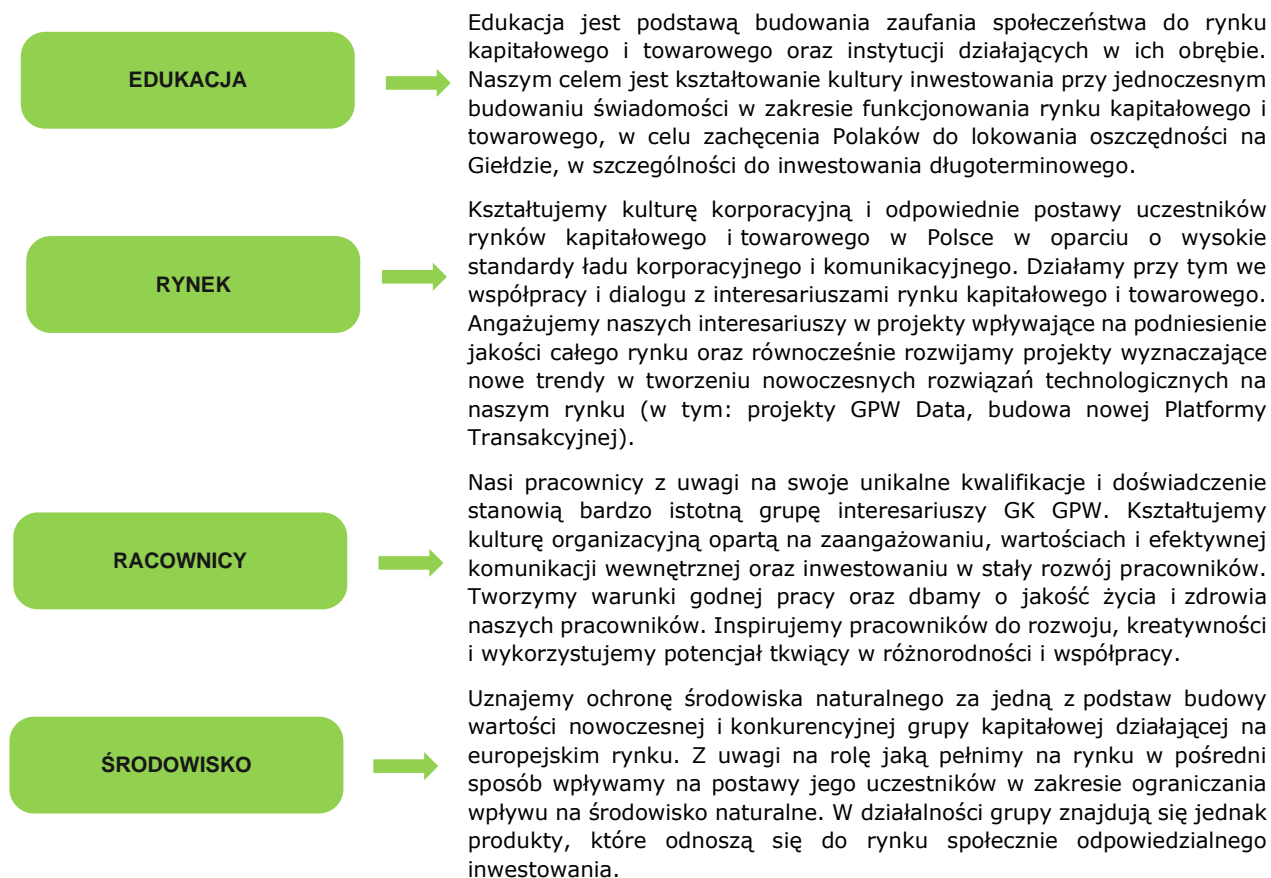 EDUKACJA
Edukacja jest podstawą budowania zaufania społeczeństwa do rynku
kapitałowego i towarowego oraz instytucji działających w ich obrębie.
Naszym celem jest kształtowanie kultury inwestowania przy jednoczesnym
budowaniu świadomości w zakresie funkcjonowania rynku kapitałowego i
towarowego, w celu zachęcenia Polaków do lokowania oszczędności na
Giełdzie, w szczególności do inwestowania długoterminowego.
RYNEK
Kształtujemy kulturę korporacyjną i odpowiednie postawy uczestników
rynków kapitałowego i towarowego w Polsce w oparciu o wysokie
standardy ładu korporacyjnego i komunikacyjnego. Działamy przy tym we
współpracy i dialogu z interesariuszami rynku kapitałowego i towarowego.
Angażujemy naszych interesariuszy w projekty wpływające na podniesienie
jakości całego rynku oraz równocześnie rozwijamy projekty wyznaczające
nowe trendy w tworzeniu nowoczesnych rozwiązań technologicznych na
naszym rynku (w tym: projekty GPW Data, budowa nowej Platformy
Transakcyjnej).
RACOWNICY
Nasi pracownicy z uwagi na swoje unikalne kwalifikacje i doświadczenie
stanowią bardzo istotną grupę interesariuszy GK GPW. Kształtujemy
kulturę organizacyjną opartą na zaangażowaniu, wartościach i efektywnej
komunikacji wewnętrznej oraz inwestowaniu w stały rozwój pracowników.
Tworzymy warunki godnej pracy oraz dbamy o jakość życia i zdrowia
naszych pracowników. Inspirujemy pracowników do rozwoju, kreatywności
i wykorzystujemy potencjał tkwiący w różnorodności i współpracy.
ŚRODOWISKO
Uznajemy ochronę środowiska naturalnego za jedną z podstaw budowy
wartości nowoczesnej i konkurencyjnej grupy kapitałowej działającej na
europejskim rynku. Z uwagi na rolę jaką pełnimy na rynku w pośredni
sposób wpływamy na postawy jego uczestników w zakresie ograniczania
wpływu na środowisko naturalne. W działalności grupy znajdują się jednak
produkty, które odnoszą się do rynku społecznie odpowiedzialnego
inwestowania.